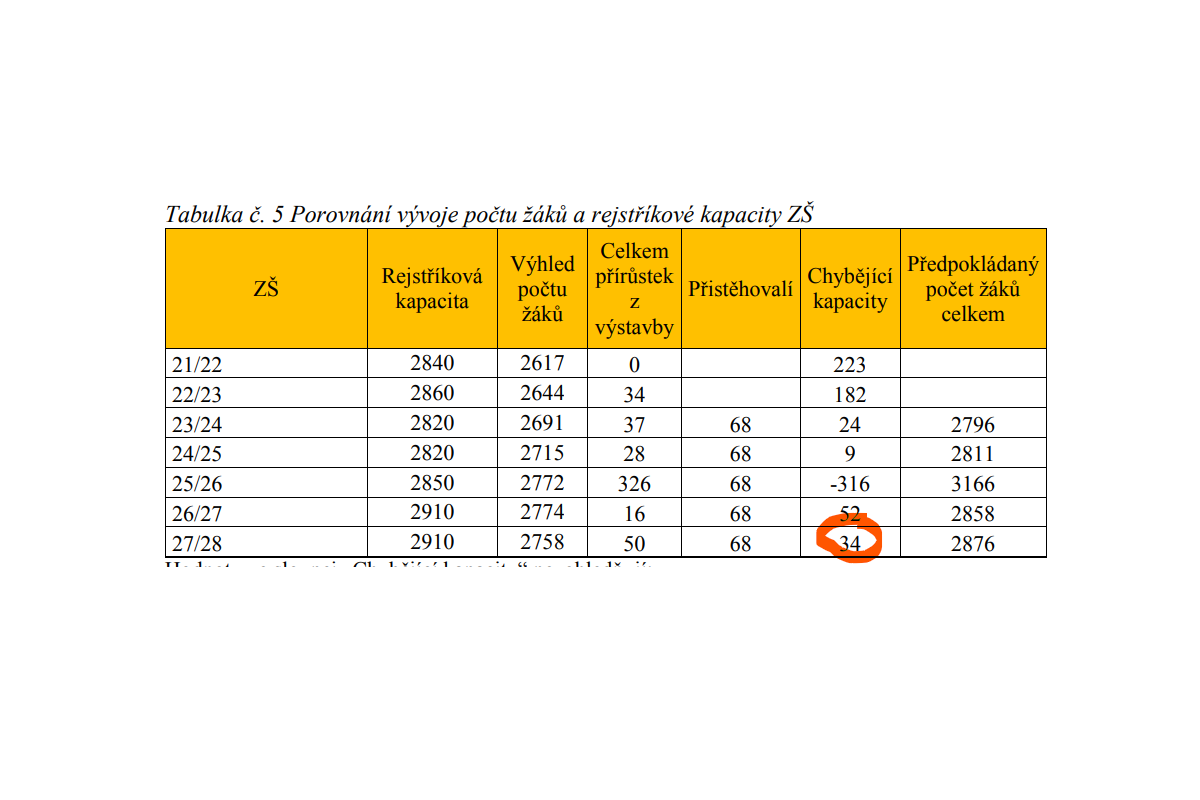 Tabulka č. 5 Porovnání vývoje počtu žáků a rejstříkové kapacity ZŠ
ZŠ Rejstříková kapacita Výhled počtu žáků Celkem přírůstek z výstavby Přistěhovalí Chybějící kapacity Předpokládaný počet žáků celkem
21/22 2840 2617 0 223
22/23 2860 2644 34 182
23/24 2820 2691 37 68 24 2796
24/25 2820 2715 28 68 9 2811
25/26 2850 2772 326 68 -316 3166
26/27 2910 2774 16 68 52 2858
27/28 2910 2758 50 68 34 2876